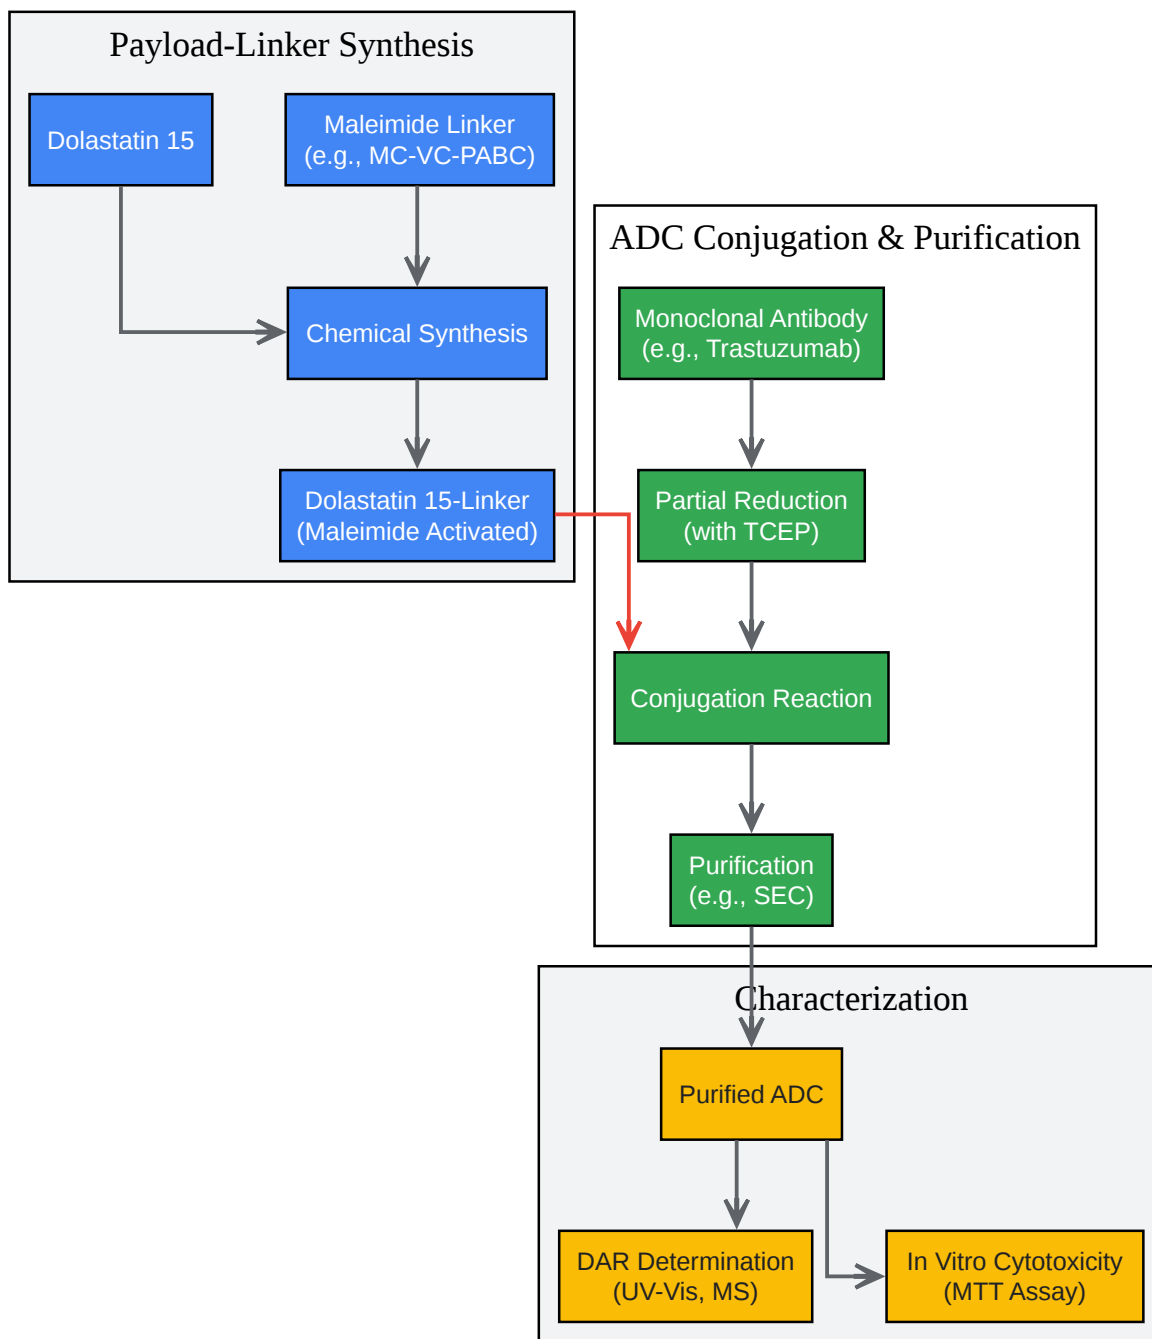 Payload-Linker Synthesis
Dolastatin 15
Maleimide Linker
(e.g., MC-VC-PABC)
Chemical Synthesis
Dolastatin 15-Linker
(Maleimide Activated)
ADC Conjugation & Purification
Monoclonal Antibody
(e.g., Trastuzumab)
Partial Reduction
(with TCEP)
Conjugation Reaction
Purification
(e.g., SEC)
Characterization
Purified ADC
DAR Determination
(UV-Vis, MS)
In Vitro Cytotoxicity
(MTT Assay)